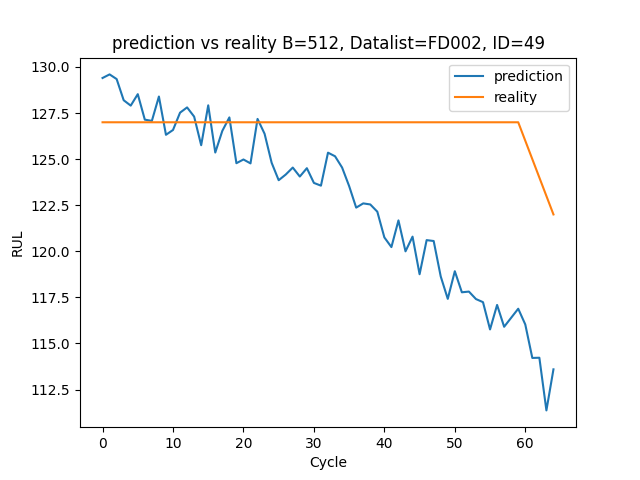 prediction vs reality B=512, Datalist=FD002, ID=49
prediction
reality
130.0
127.5
125.0
122.5
120.0
117.5
115.0
112.5
RUL
0 10 20 30 40 50 60
Cycle